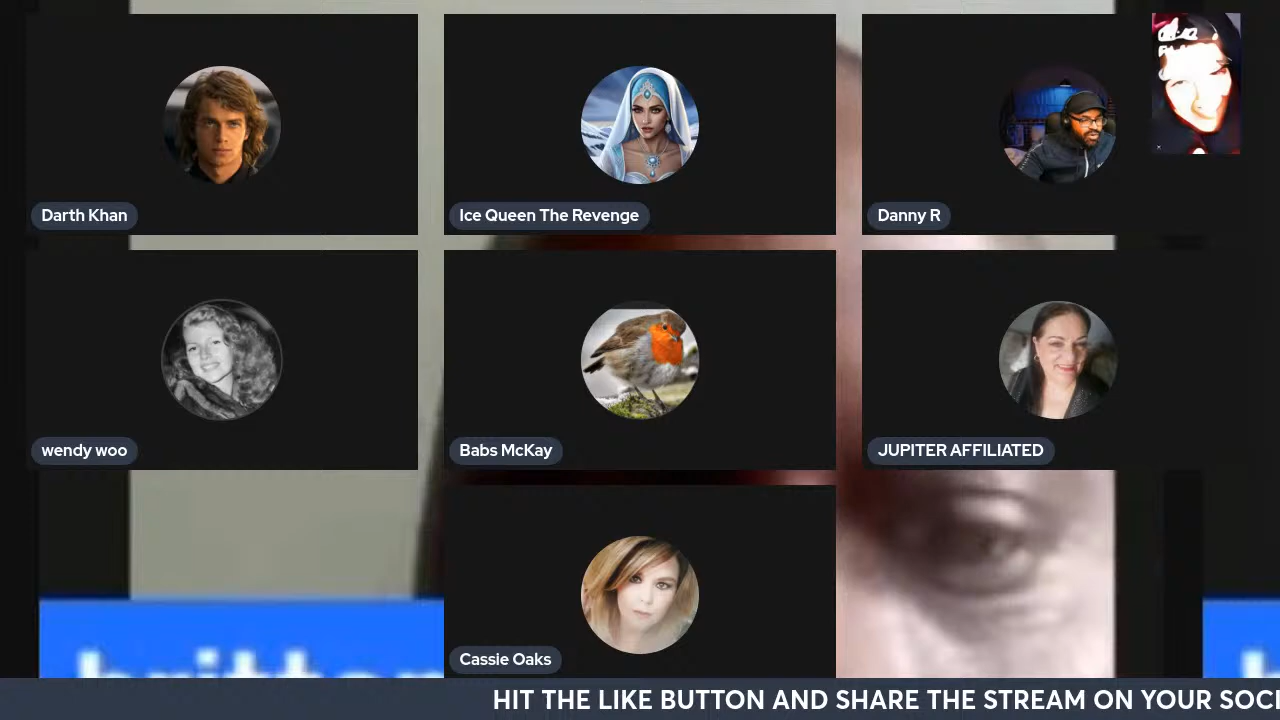 Darth Khan
Ice Queen The Revenge
Danny R
wendy woo
Babs McKay
JUPITER AFFILIATED
Cassie Oaks
HIT THE LIKE BUTTON AND SHARE THE STREAM ON YOUR SOCI